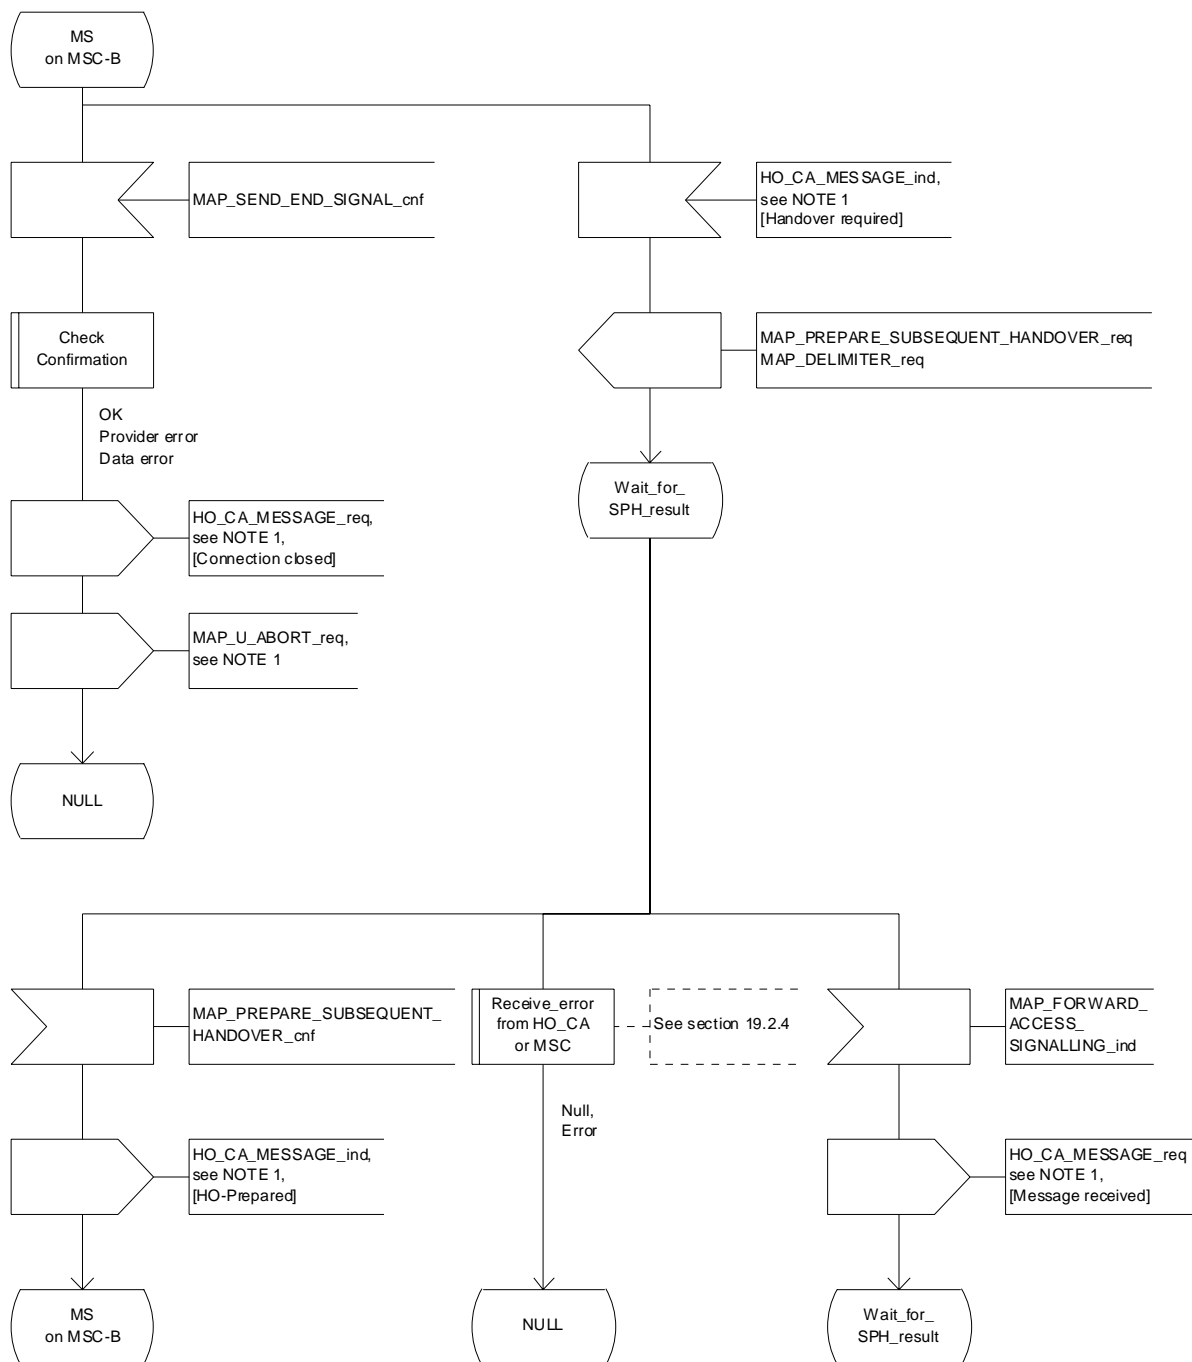 MS
on MSC-B
MAP_SEND_END_SIGNAL_cnf
HO_CA_MESSAGE_ind,
see NOTE 1
[Handover required]
Check
Confirmation
MAP_PREPARE_SUBSEQUENT_HANDOVER_req
MAP_DELIMITER_req
OK
Provider error
Data error
Wait_for_
SPH_result
HO_CA_MESSAGE_req,
see NOTE 1,
[Connection closed]
MAP_U_ABORT_req,
see NOTE 1
NULL
MAP_PREPARE_SUBSEQUENT_
HANDOVER_cnf
Receive_error
from HO_CA
or MSC
See section 19.2.4
MAP_FORWARD_
ACCESS_
SIGNALLING_ind
Null,
Error
HO_CA_MESSAGE_ind,
see NOTE 1,
[HO-Prepared]
HO_CA_MESSAGE_req
see NOTE 1,
[Message received]
MS
on MSC-B
NULL
Wait_for_
SPH_result